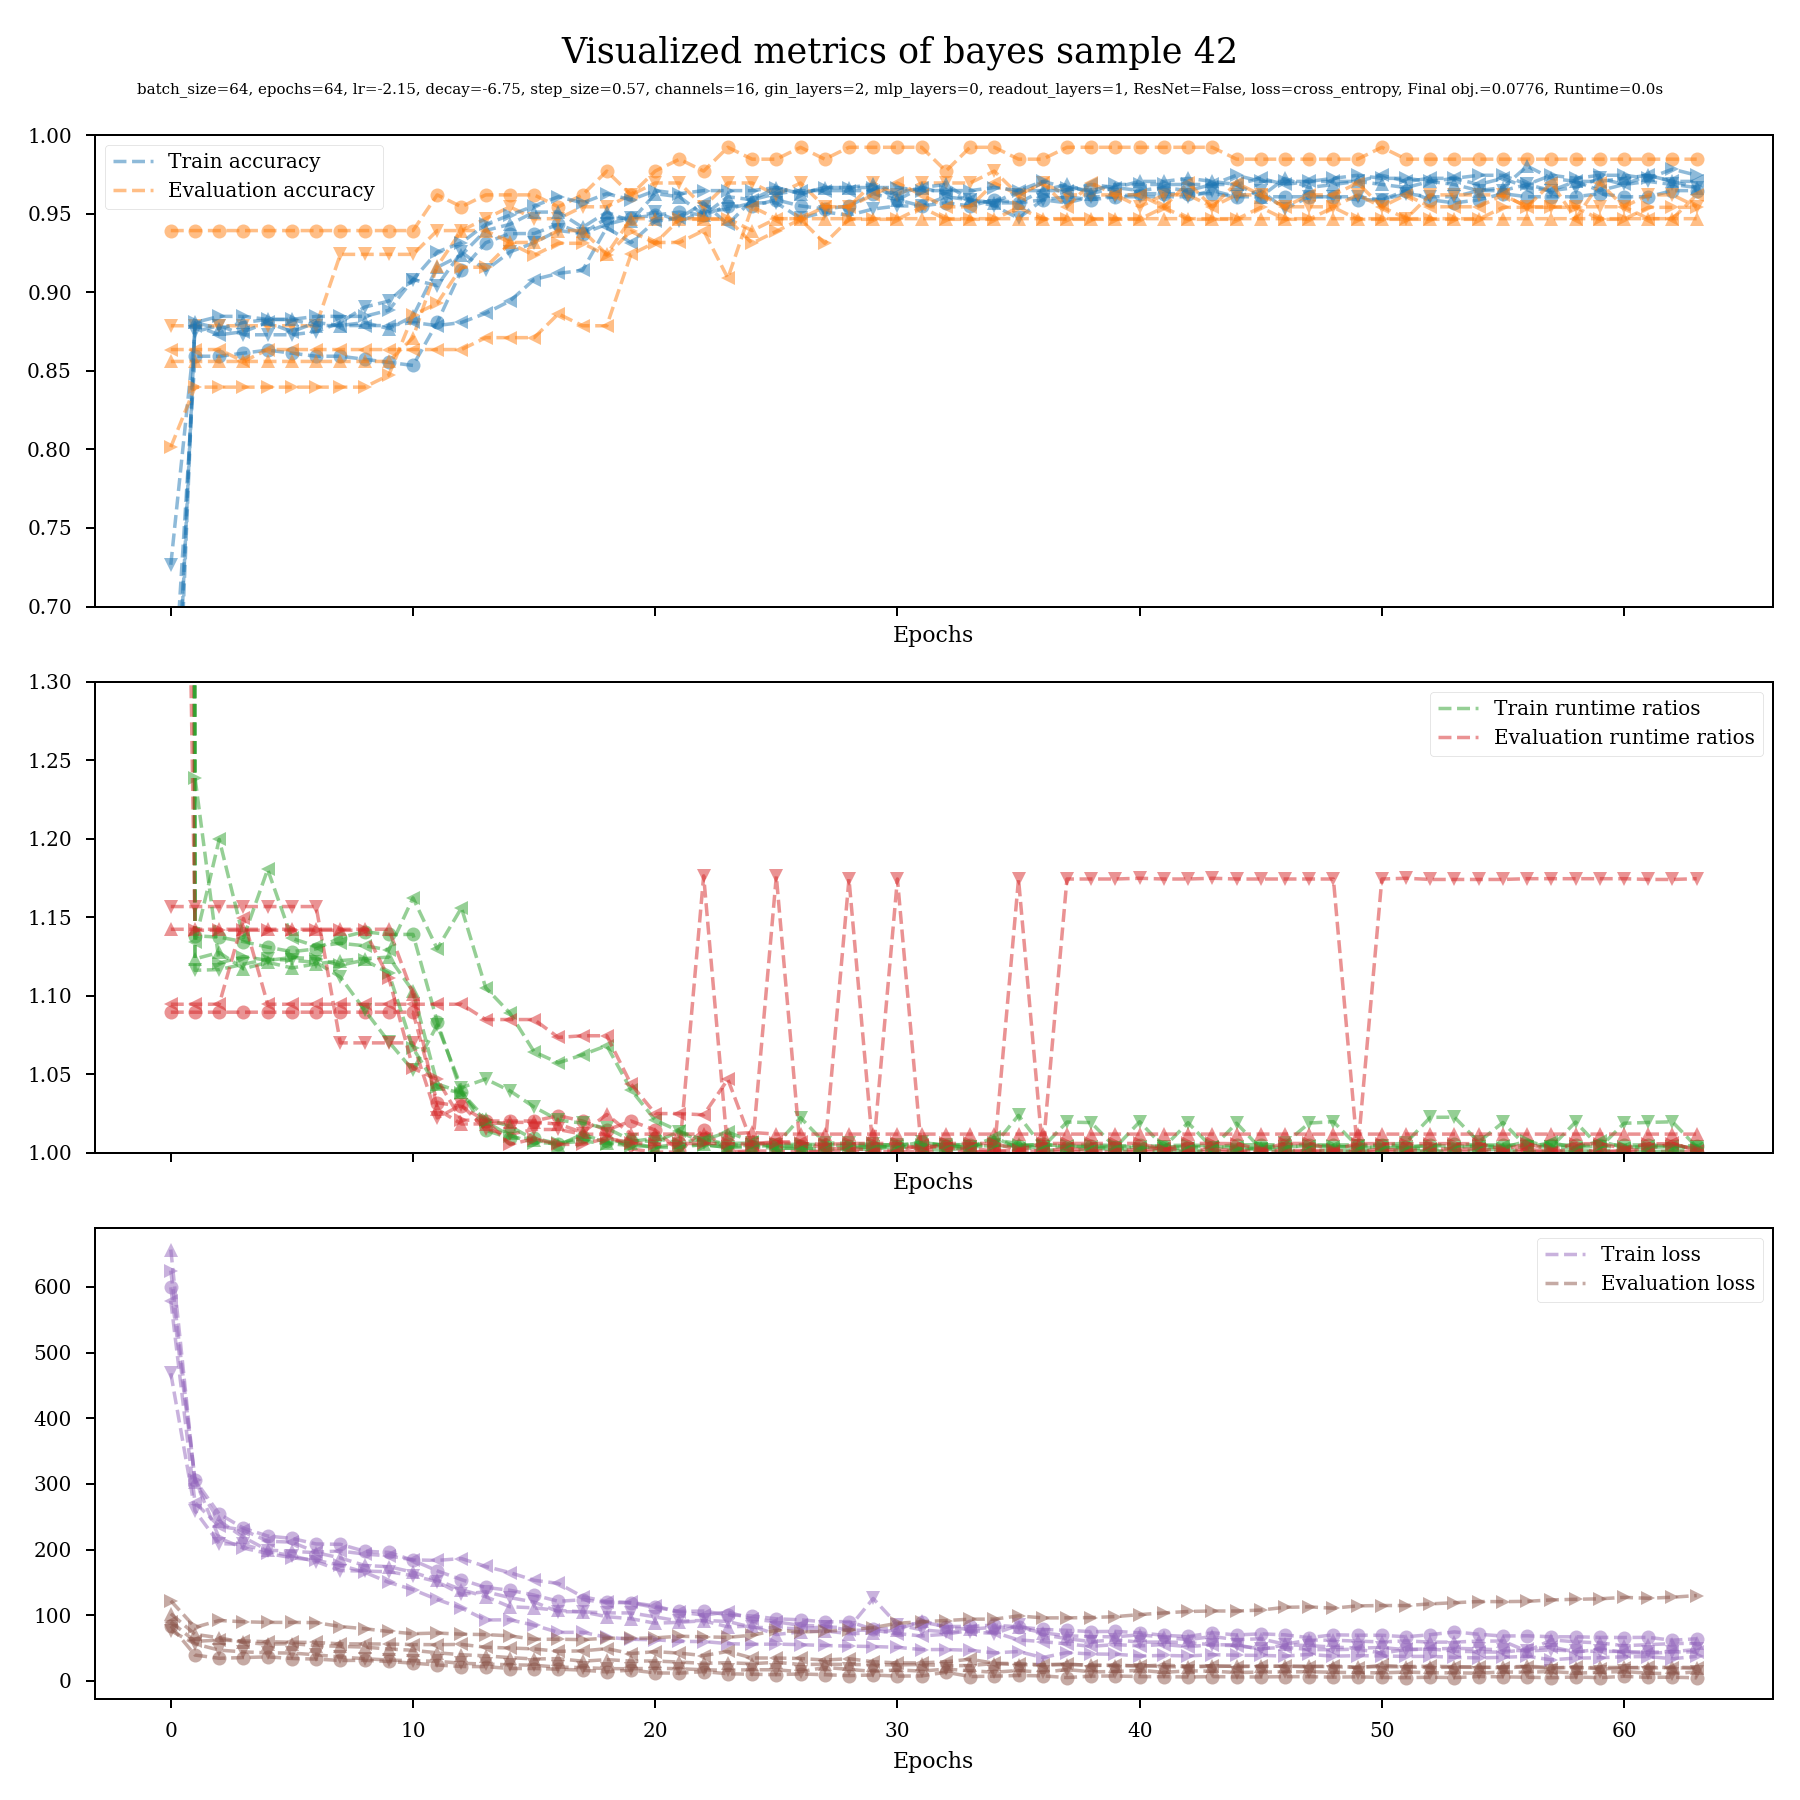 Visualized metrics of bayes sample 42
batch_size=64, epochs=64, lr=-2.15, decay=-6.75, step_size=0.57, channels=16, gin_layers=2, mlp_layers=0, readout_layers=1, ResNet=False, loss=cross_entropy, Final obj.=0.0776, Runtime=0.0s
1.00
0.95
0.90
0.85
0.80
0.75
0.70
Train accuracy
Evaluation accuracy
Epochs
1.30
1.25
1.20
1.15
1.10
1.05
1.00
Train runtime ratios
Evaluation runtime ratios
Epochs
600
500
400
300
200
100
0
Train loss
Evaluation loss
0 10 20 30 40 50 60
Epochs